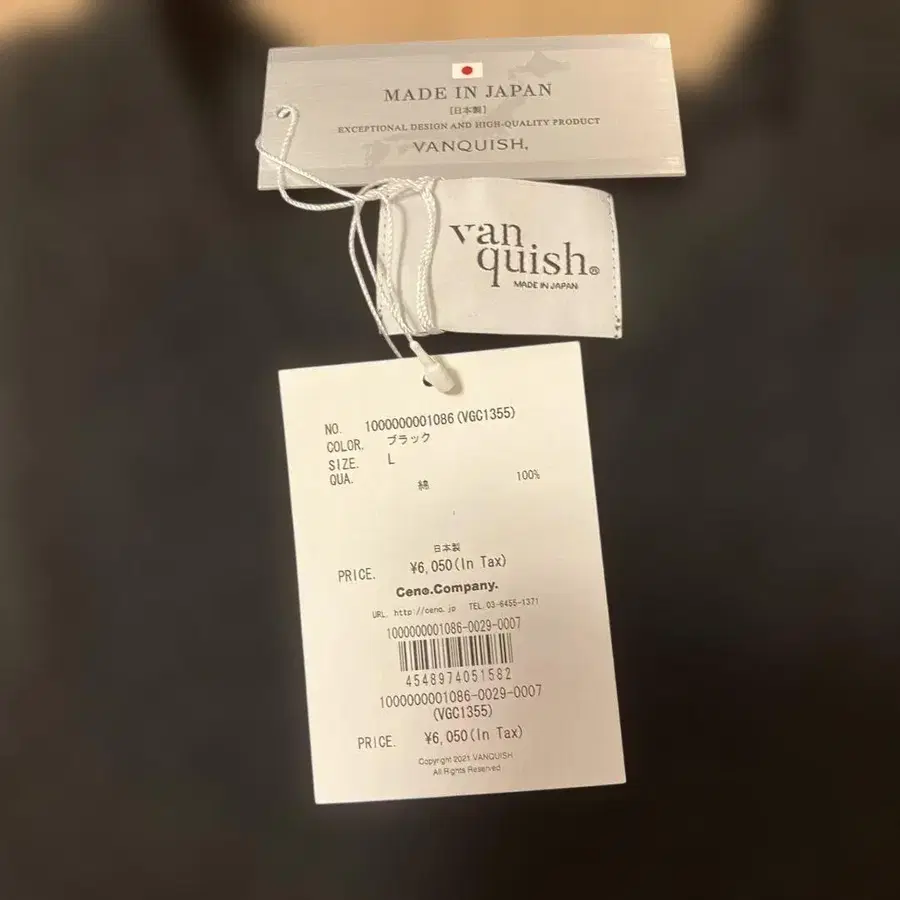 MADE IN JAPAN
[日本製]
EXCEPTIONAL DESIGN AND HIGH-QUALITY PRODUCT
VANQUISH,
van
quish®
MADE IN JAPAN
NO. 1000000001086(VGC1355)
COLOR. ブラック
SIZE. L
QUA. 綿 100%
日本製
PRICE. ¥6,050(In Tax)
Ceno.Company.
URL. http://ceno.jp TEL.03-6455-1371
1000000001086-0029-0007
4548974051582
1000000001086-0029-0007
(VGC1355)
PRICE. ¥6,050(In Tax)
Copyright 2021 VANQUISH
All Rights Reserved